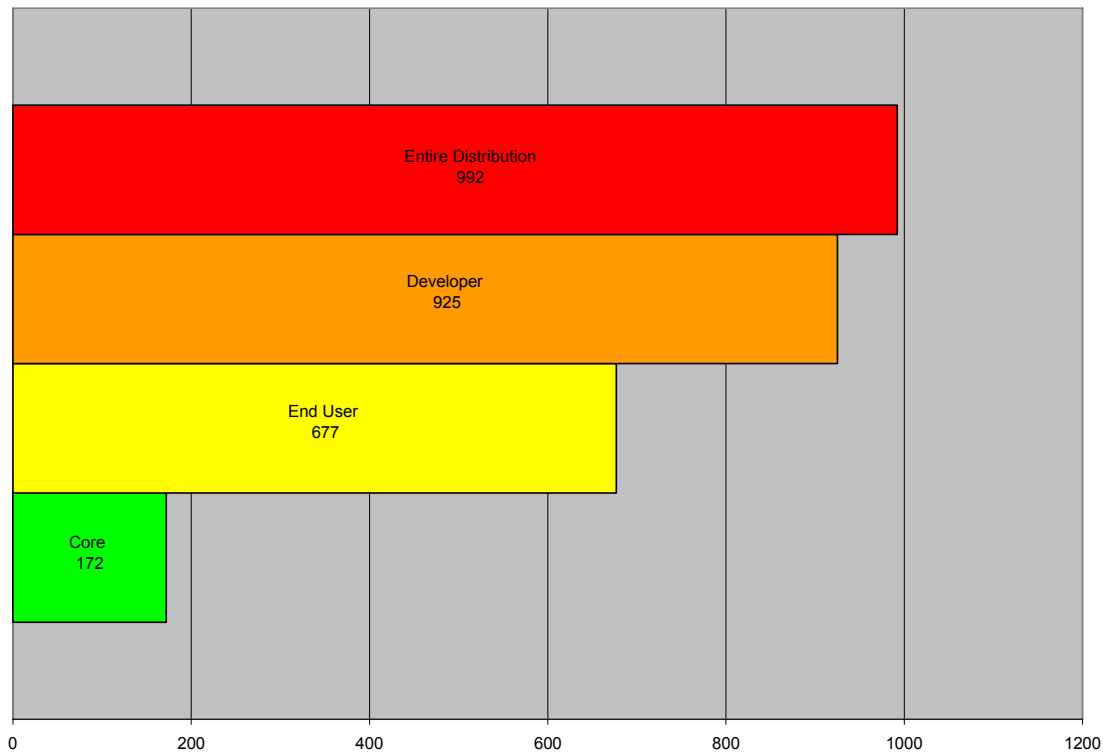 Entire Distribution
992
Developer
925
End User
677
Core
172
0 200 400 600 800 1000 1200